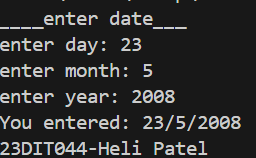 ____enter date___
enter day: 23
enter month: 5
enter year: 2008
You entered: 23/5/2008
23DIT044-Heli Patel